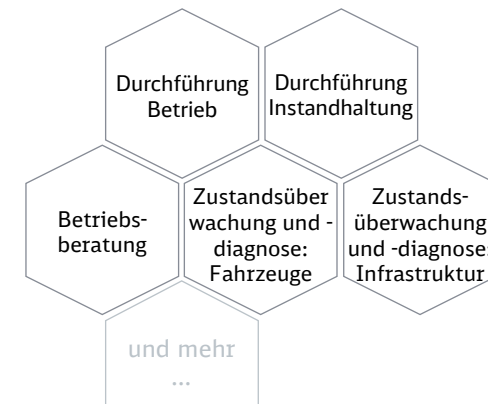 Durchführung
Betrieb
Durchführung
Instandhaltung
Betriebs-
beratung
Zustandsüber
wachung und -
diagnose:
Fahrzeuge
Zustands-
überwachung
und -diagnose:
Infrastruktur
und mehr
...